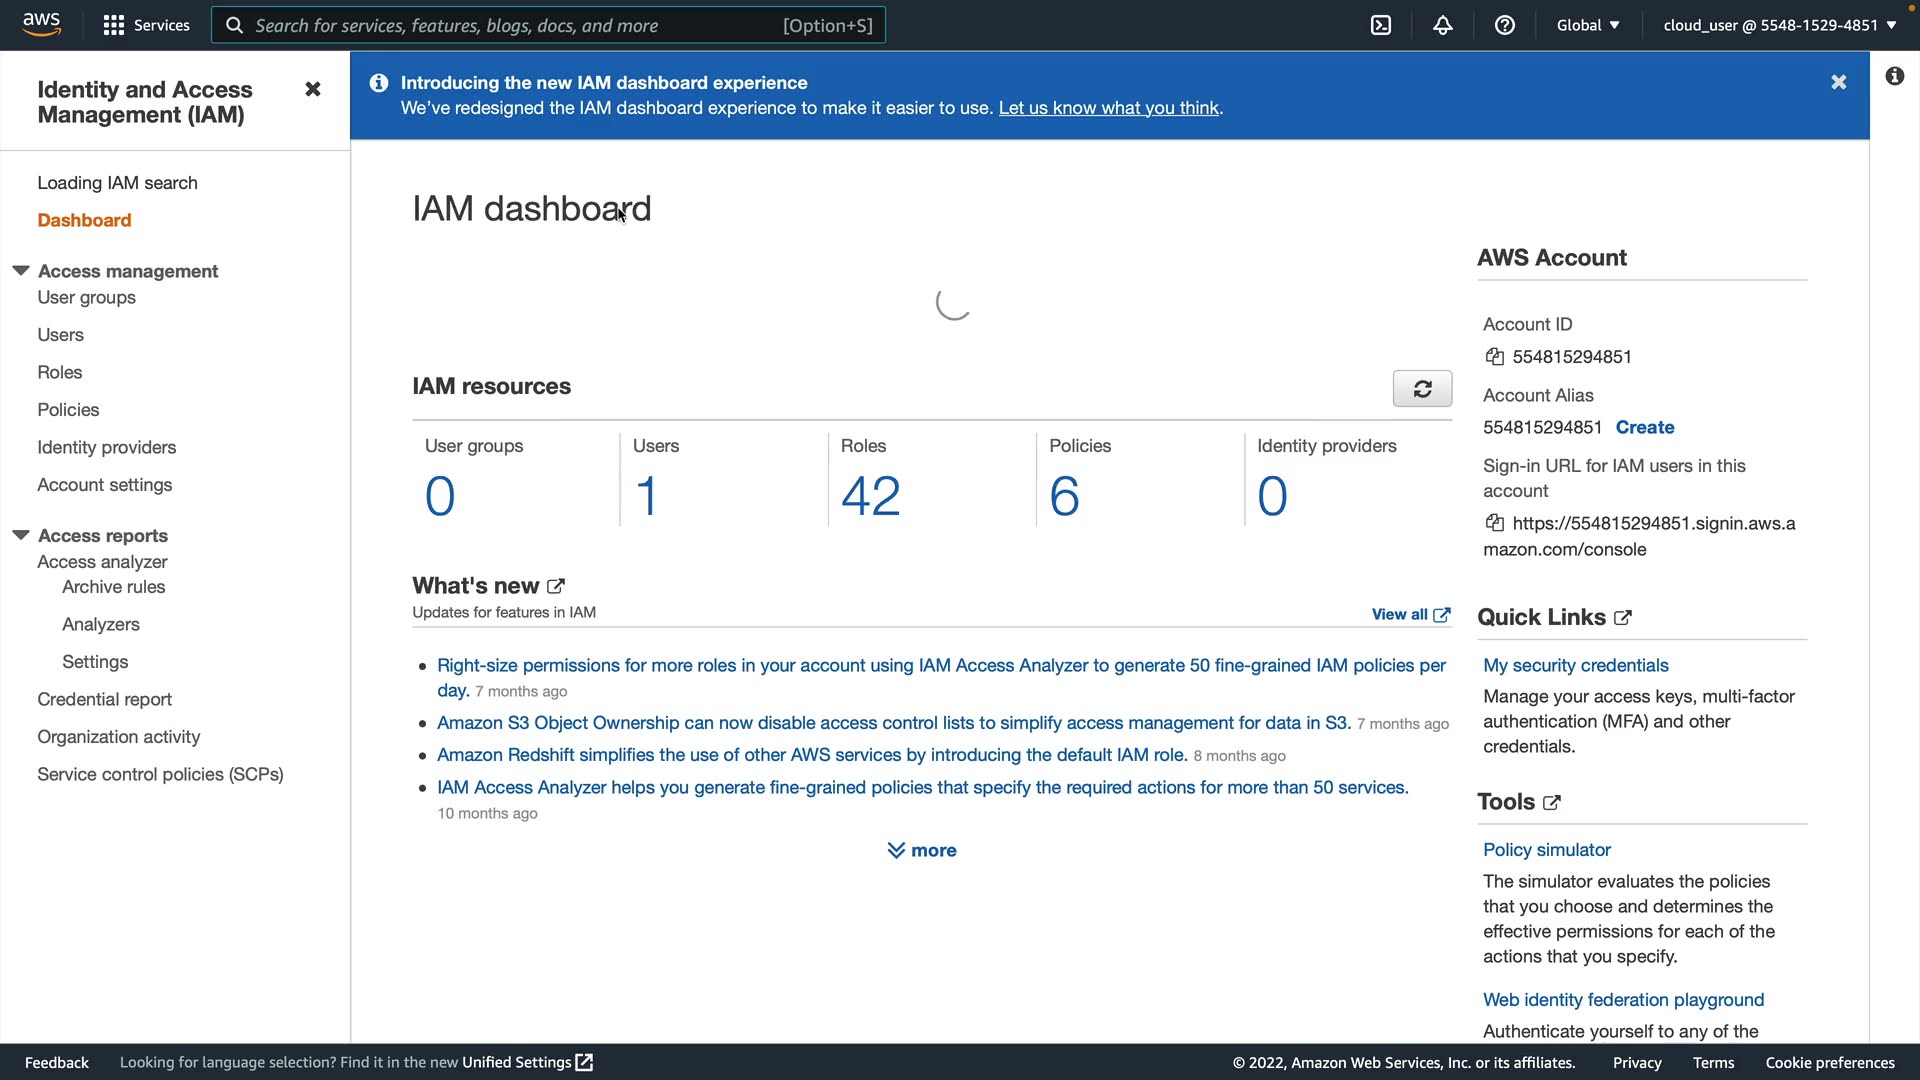 aws
Services
Search for services, features, blogs, docs, and more
[Option+S]
Global
cloud_user @ 5548-1529-4851
Identity and Access
Management (IAM)
Loading IAM search
Dashboard
Access management
User groups
Users
Roles
Policies
Identity providers
Account settings
Access reports
Access analyzer
Archive rules
Analyzers
Settings
Credential report
Organization activity
Service control policies (SCPs)
Introducing the new IAM dashboard experience
We've redesigned the IAM dashboard experience to make it easier to use. Let us know what you think.
IAM dashboard
IAM resources
User groups
0
Users
1
Roles
42
Policies
6
Identity providers
0
What's new
Updates for features in IAM
View all
Right-size permissions for more roles in your account using IAM Access Analyzer to generate 50 fine-grained IAM policies per
day. 7 months ago
Amazon S3 Object Ownership can now disable access control lists to simplify access management for data in S3. 7 months ago
Amazon Redshift simplifies the use of other AWS services by introducing the default IAM role. 8 months ago
IAM Access Analyzer helps you generate fine-grained policies that specify the required actions for more than 50 services.
10 months ago
more
AWS Account
Account ID
554815294851
Account Alias
554815294851 Create
Sign-in URL for IAM users in this
account
https://554815294851.signin.aws.a
mazon.com/console
Quick Links
My security credentials
Manage your access keys, multi-factor
authentication (MFA) and other
credentials.
Tools
Policy simulator
The simulator evaluates the policies
that you choose and determines the
effective permissions for each of the
actions that you specify.
Web identity federation playground
Authenticate yourself to any of the
Feedback
Looking for language selection? Find it in the new Unified Settings
© 2022, Amazon Web Services, Inc. or its affiliates.
Privacy
Terms
Cookie preferences